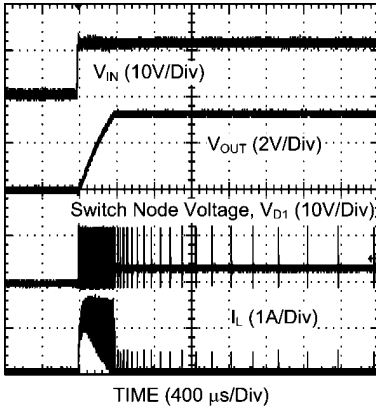 V_IN (10V/Div)
V_OUT (2V/Div)
Switch Node Voltage, V_D1 (10V/Div)
I_L (1A/Div)
TIME (400 µs/Div)